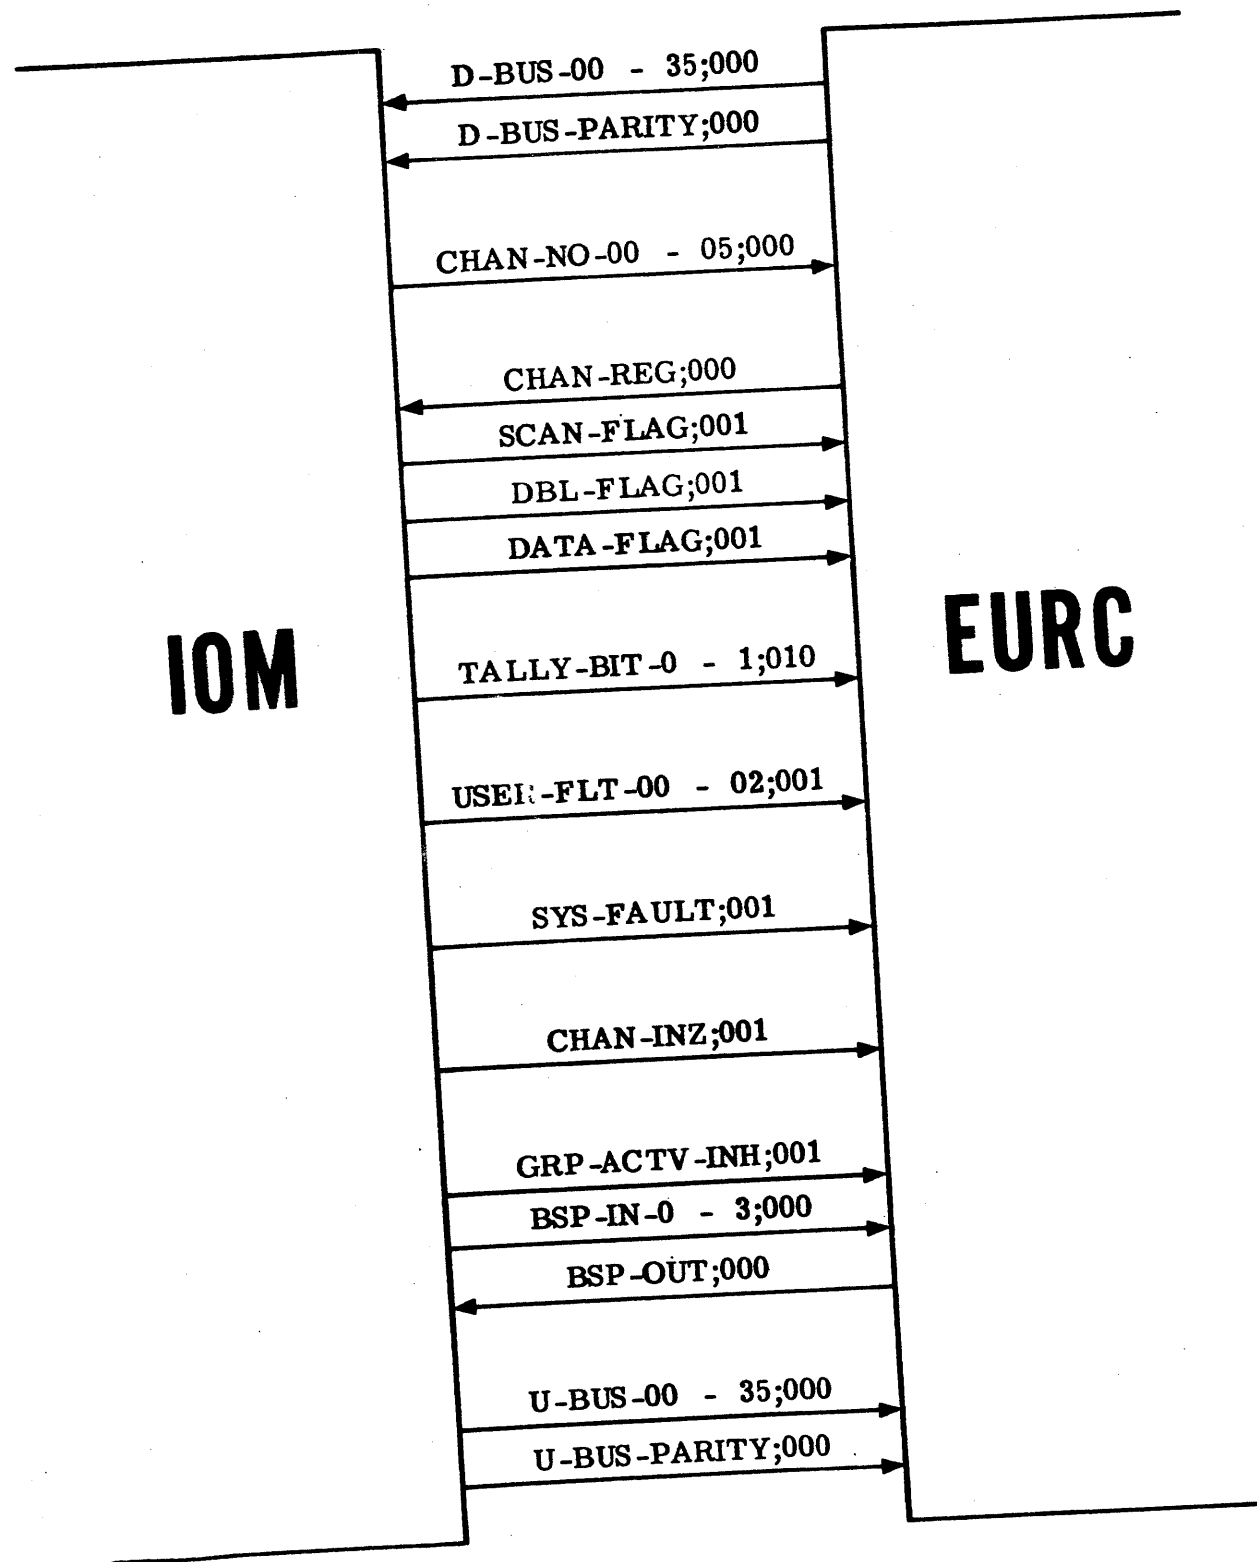 D-BUS-00 - 35;000
D-BUS-PARITY;000
CHAN-NO-00 - 05;000
CHAN-REG;000
SCAN-FLAG;001
DBL-FLAG;001
DATA-FLAG;001
IOM
EURC
TALLY-BIT-0 - 1;010
USER-FLT-00 - 02;001
SYS-FAULT;001
CHAN-INZ;001
GRP-ACTV-INH;001
BSP-IN-0 - 3;000
BSP-OUT;000
U-BUS-00 - 35;000
U-BUS-PARITY;000